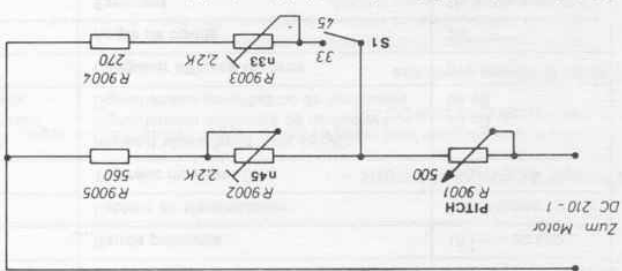 Zum Motor
DC 210 - 1
PITCH
R 9001
500
R 9002
n45
2.2K
R 9005
560
S1
33
45
R 9003
n33
2.2K
R 9004
270